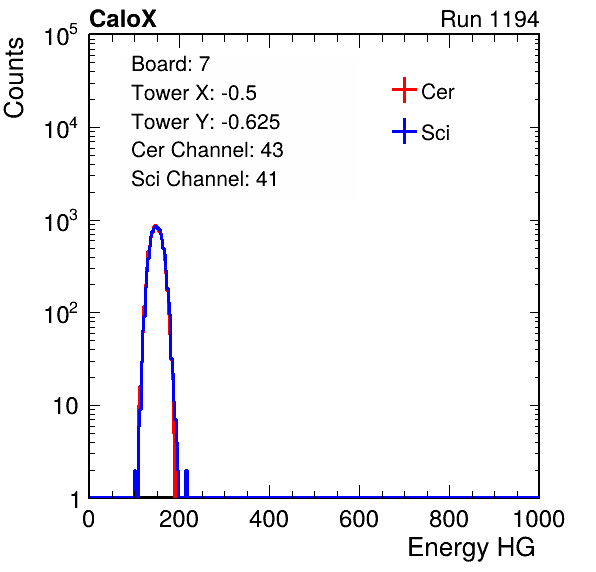 CaloX Run 1194
Counts
Board: 7
Tower X: -0.5
Tower Y: -0.625
Cer Channel: 43
Sci Channel: 41
Cer
Sci
10^5
10^4
10^3
10^2
10
1
0 200 400 600 800 1000
Energy HG